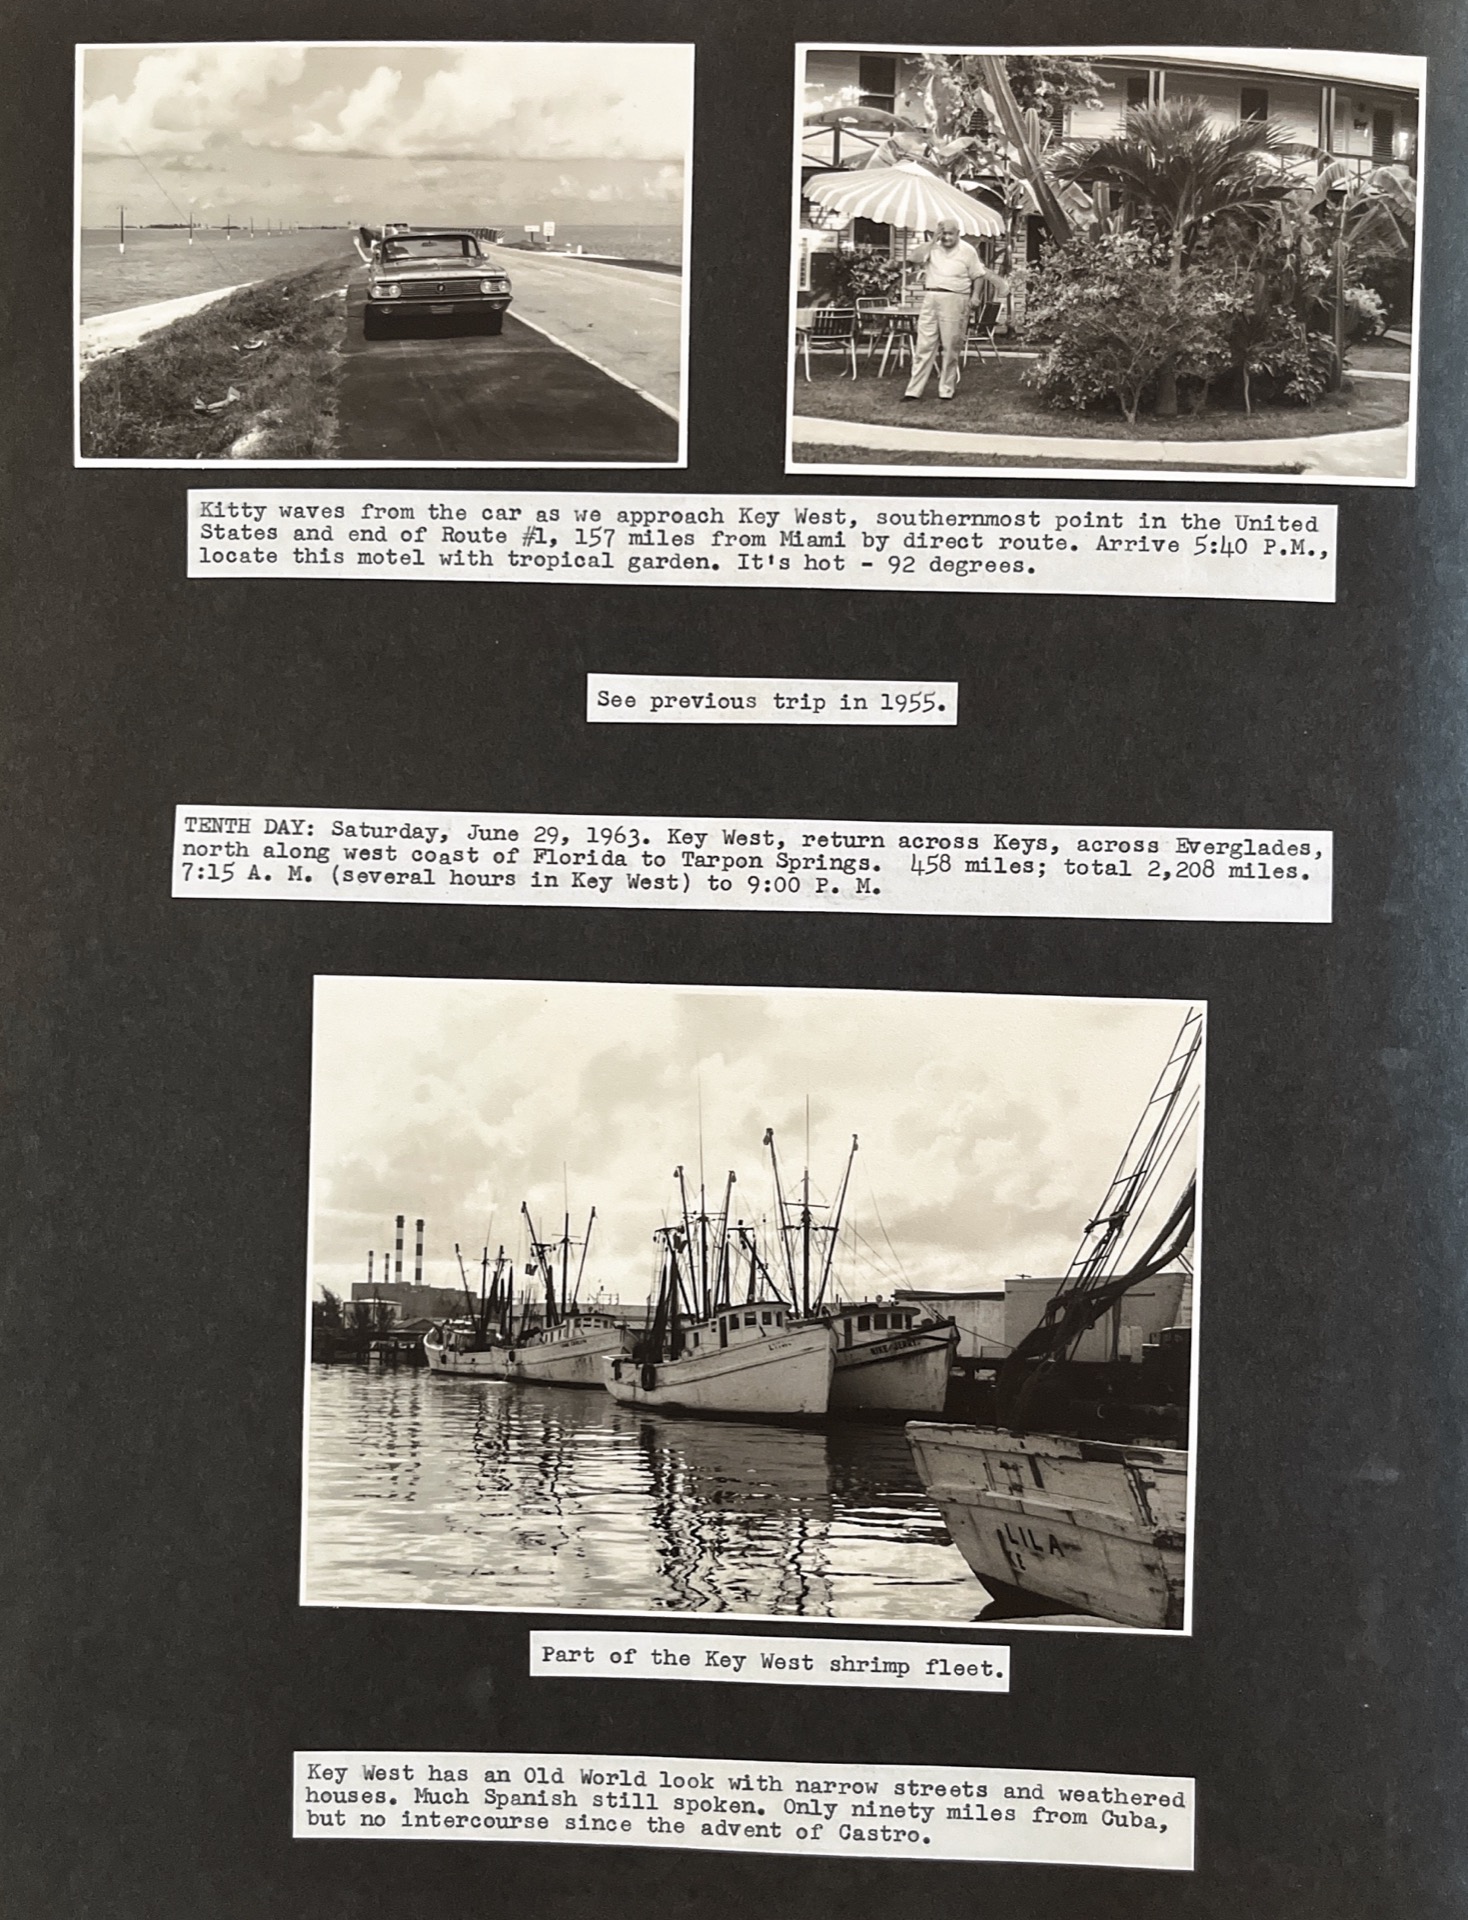 Kitty waves from the car as we approach Key West, southernmost point in the United
States and end of Route #1, 157 miles from Miami by direct route. Arrive 5:40 P.M.,
locate this motel with tropical garden. It's hot - 92 degrees.
See previous trip in 1955.
TENTH DAY: Saturday, June 29, 1963. Key West, return across Keys, across Everglades,
north along west coast of Florida to Tarpon Springs. 458 miles; total 2,208 miles.
7:15 A. M. (several hours in Key West) to 9:00 P. M.
LILA
Part of the Key West shrimp fleet.
Key West has an Old World look with narrow streets and weathered
houses. Much Spanish still spoken. Only ninety miles from Cuba,
but no intercourse since the advent of Castro.